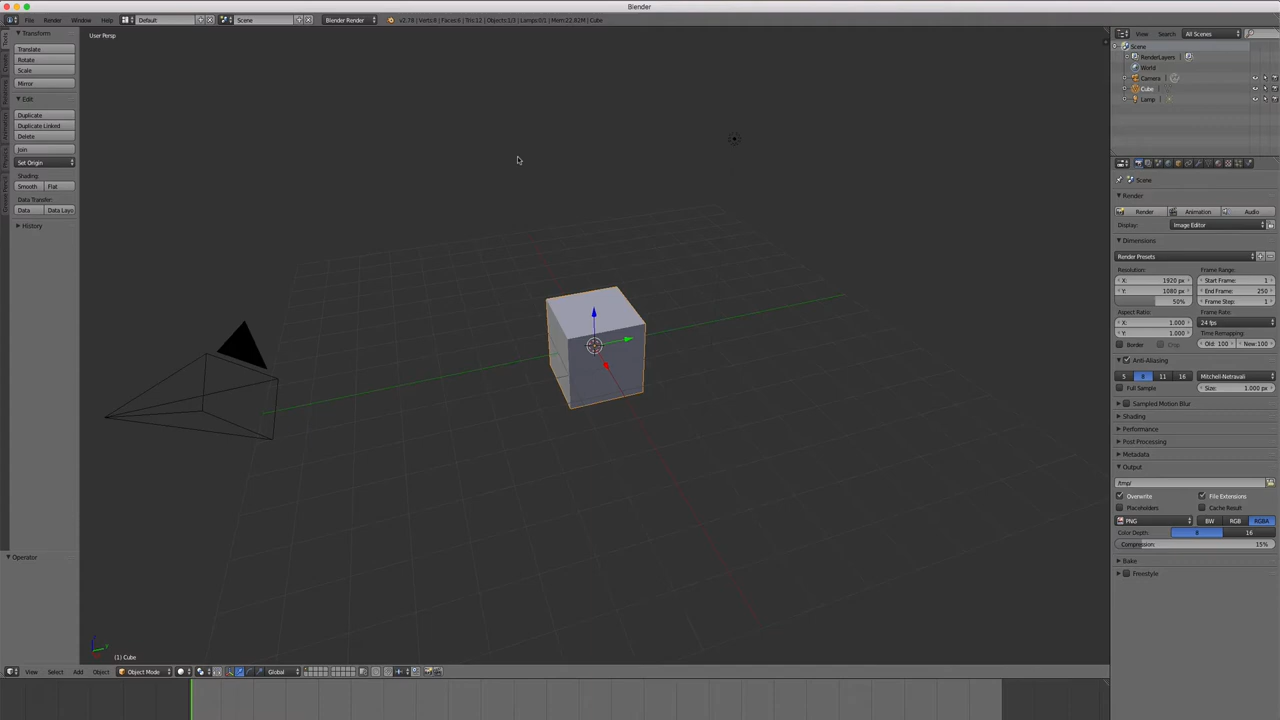 Blender
File Render Window Help Default Scene Blender Render v2.78 | Verts:8 | Faces:6 | Tris:12 | Objects:1/3 | Lamps:0/1 | Mem:22.82M | Cube
Transform
Translate
Rotate
Scale
Mirror
Edit
Duplicate
Duplicate Linked
Delete
Join
Set Origin
Shading:
Smooth Flat
Data Transfer:
Data Data Layo
History
Operator
Tools
Create
Relations
Animation
Physics
Grease Pencil
User Persp
(1) Cube
View Select Add Object Object Mode Global
View Search All Scenes
Scene
RenderLayers
World
Camera
Cube
Lamp
Scene
Render
Render Animation Audio
Display: Image Editor
Dimensions
Render Presets
Resolution: Frame Range:
X: 1920 px Start Frame: 1
Y: 1080 px End Frame: 250
50% Frame Step: 1
Aspect Ratio: Frame Rate:
X: 1.000 24 fps
Y: 1.000 Time Remapping:
Border Crop Old: 100 New:100
Anti-Aliasing
5 8 11 16 Mitchell-Netravali
Full Sample Size: 1.000 px
Sampled Motion Blur
Shading
Performance
Post Processing
Metadata
Output
/tmp/
Overwrite File Extensions
Placeholders Cache Result
PNG BW RGB RGBA
Color Depth: 8 16
Compression: 15%
Bake
Freestyle